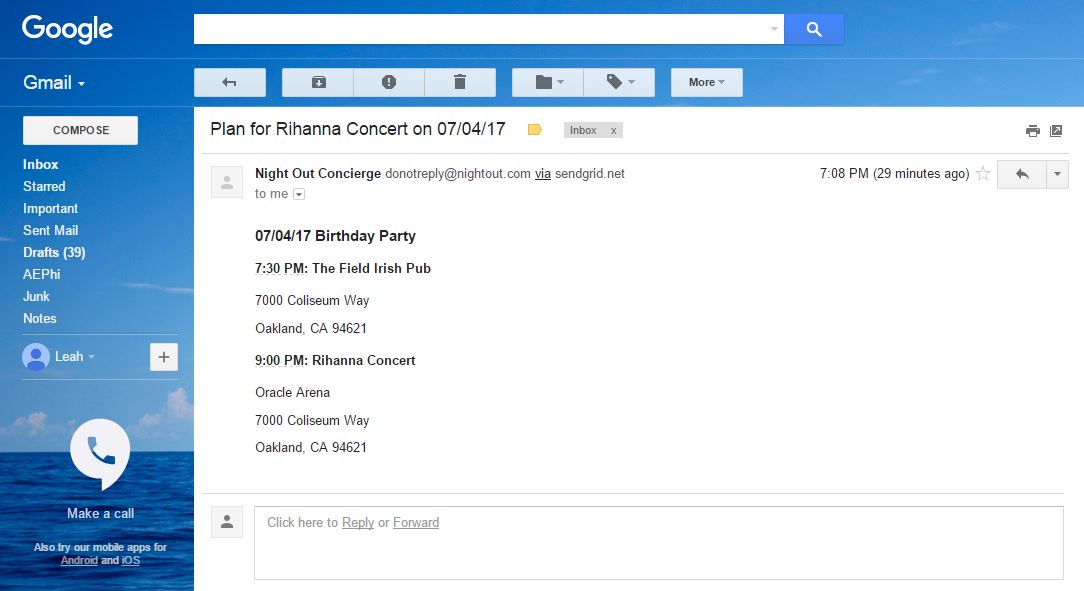 Google
Gmail
More
COMPOSE
Inbox
Starred
Important
Sent Mail
Drafts (39)
AEPhi
Junk
Notes
Leah
+
Make a call
Also try our mobile apps for
Android and iOS
Plan for Rihanna Concert on 07/04/17 Inbox x
Night Out Concierge donotreply@nightout.com via sendgrid.net 7:08 PM (29 minutes ago)
to me
07/04/17 Birthday Party
7:30 PM: The Field Irish Pub
7000 Coliseum Way
Oakland, CA 94621
9:00 PM: Rihanna Concert
Oracle Arena
7000 Coliseum Way
Oakland, CA 94621
Click here to Reply or Forward